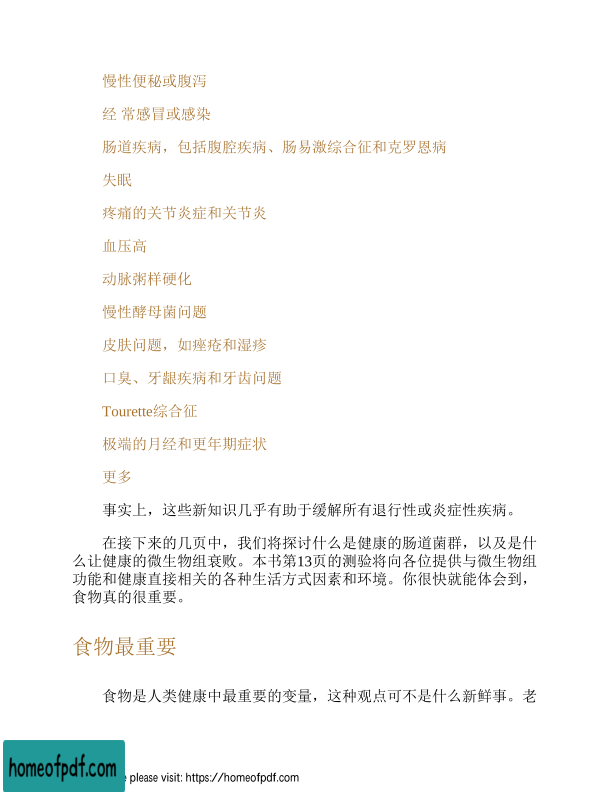 慢性便秘或腹泻
经 常感冒或感染
肠道疾病，包括腹腔疾病、肠易激综合征和克罗恩病
失眠
疼痛的关节炎症和关节炎
血压高
动脉粥样硬化
慢性酵母菌问题
皮肤问题，如痤疮和湿疹
口臭、牙龈疾病和牙齿问题
Tourette综合征
极端的月经和更年期症状
更多
事实上，这些新知识几乎有助于缓解所有退行性或炎症性疾病。
在接下来的几页中，我们将探讨什么是健康的肠道菌群，以及是什
么让健康的微生物组衰败。本书第13页的测验将向各位提供与微生物组
功能和健康直接相关的各种生活方式因素和环境。你很快就能体会到，
食物真的很重要。
食物最重要
食物是人类健康中最重要的变量，这种观点可不是什么新鲜事。老
homeofpdf.com
e please visit: https://homeofpdf.com